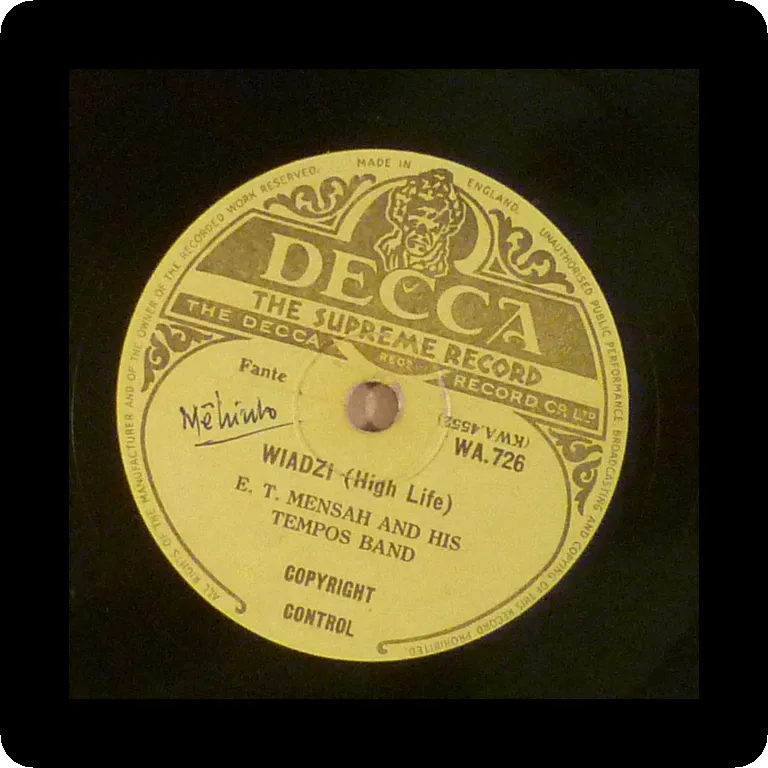 MADE IN ENGLAND.
UNAUTHORISED PUBLIC PERFORMANCE BROADCASTING AND COPYING OF THIS RECORD PROHIBITED.
ALL RIGHTS OF THE MANUFACTURER AND OF THE OWNER OF THE RECORDED WORK RESERVED.
DECCA
THE SUPREME RECORD
THE DECCA RECORD Cº LTD
REGD
Fante
(KWA.4552)
WA.726
WIADZI (High Life)
E. T. MENSAH AND HIS
TEMPOS BAND
COPYRIGHT
CONTROL